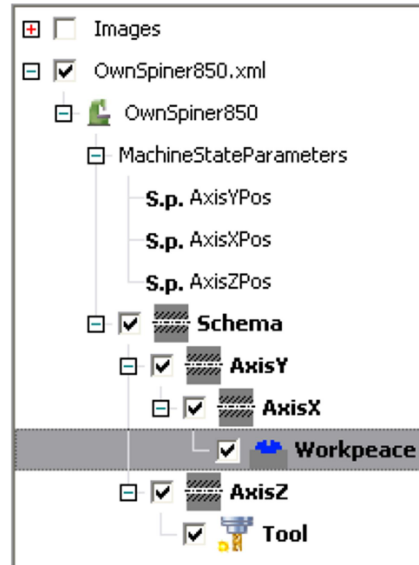 Images
OwnSpiner850.xml
OwnSpiner850
MachineStateParameters
S.p. AxisYPos
S.p. AxisXPos
S.p. AxisZPos
Schema
AxisY
AxisX
Workpeace
AxisZ
Tool